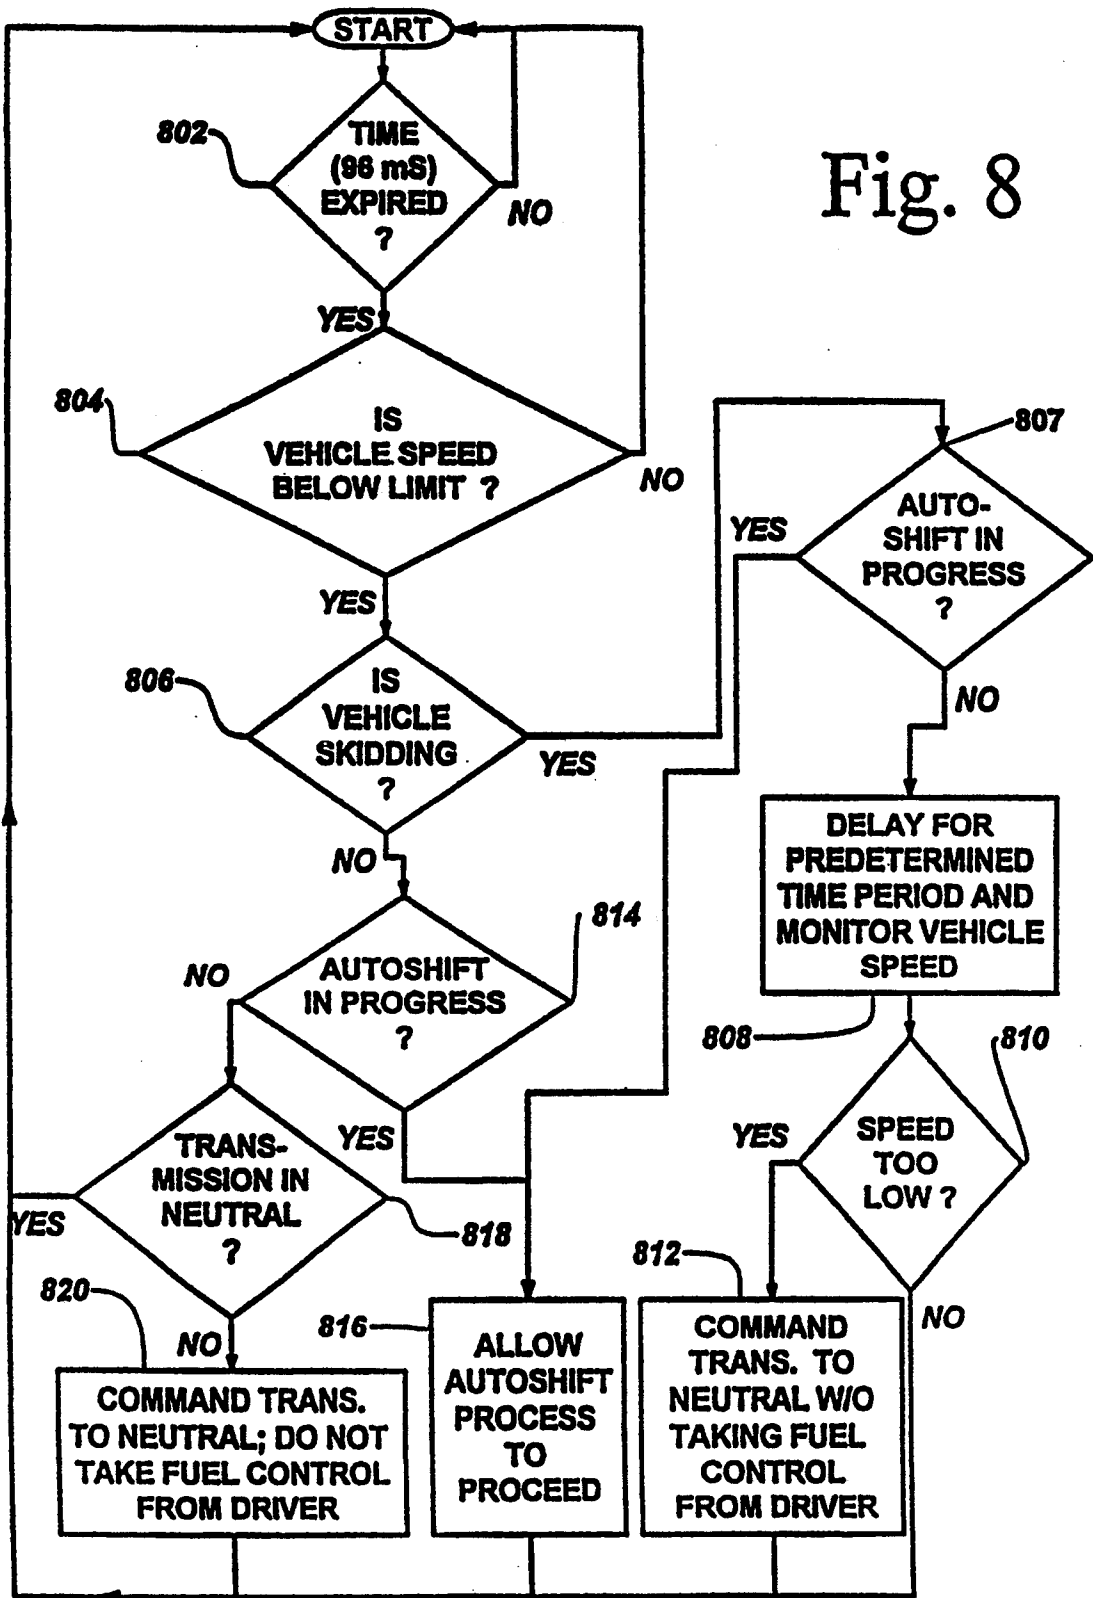 START
802
TIME
(96 mS)
EXPIRED
?
NO
Fig. 8
YES
804
IS
VEHICLE SPEED
BELOW LIMIT ?
NO
807
AUTO-
SHIFT IN
PROGRESS
?
YES
NO
YES
806
IS
VEHICLE
SKIDDING
?
YES
NO
DELAY FOR
PREDETERMINED
TIME PERIOD AND
MONITOR VEHICLE
SPEED
808
814
AUTOSHIFT
IN PROGRESS
?
NO
YES
810
SPEED
TOO
LOW ?
YES
NO
TRANS-
MISSION IN
NEUTRAL
?
YES
818
NO
820
COMMAND TRANS.
TO NEUTRAL; DO NOT
TAKE FUEL CONTROL
FROM DRIVER
816
ALLOW
AUTOSHIFT
PROCESS
TO
PROCEED
812
COMMAND
TRANS. TO
NEUTRAL W/O
TAKING FUEL
CONTROL
FROM DRIVER